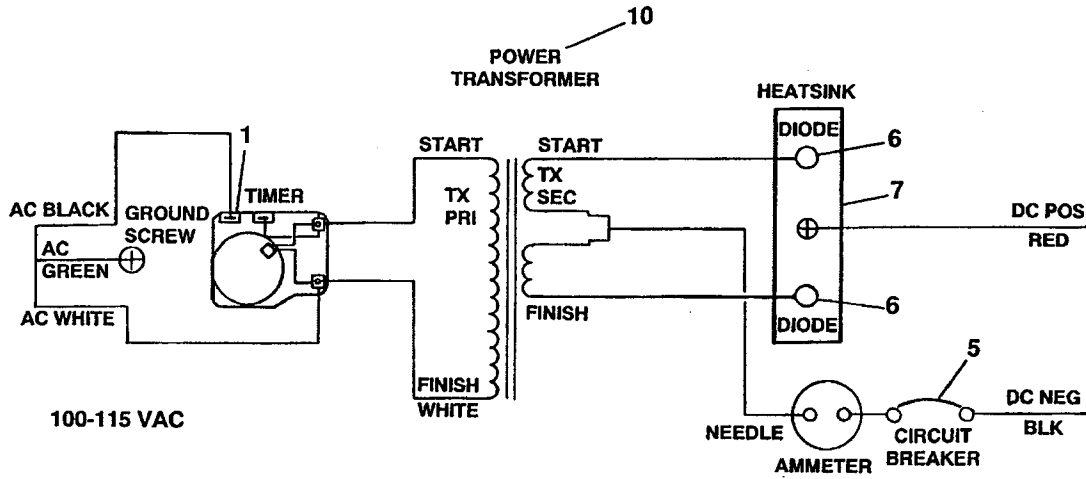 10
POWER
TRANSFORMER
HEATSINK
1
START
START
DIODE
6
TIMER
TX
PRI
TX
SEC
7
AC BLACK
GROUND
SCREW
DC POS
RED
AC
GREEN
AC WHITE
FINISH
6
DIODE
5
FINISH
WHITE
100-115 VAC
NEEDLE
AMMETER
CIRCUIT
BREAKER
DC NEG
BLK